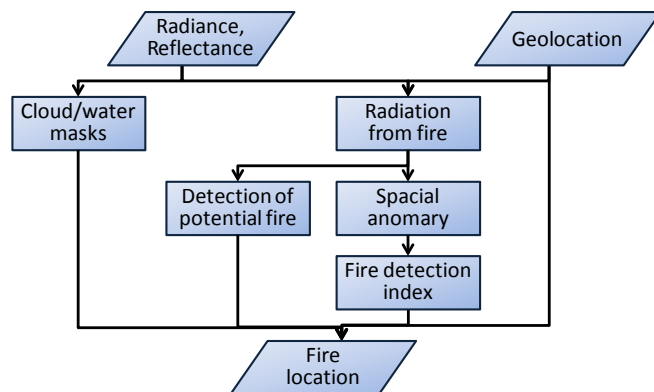 Radiance,
Reflectance
Geolocation
Cloud/water
masks
Radiation
from fire
Detection of
potential fire
Spacial
anomary
Fire detection
index
Fire
location